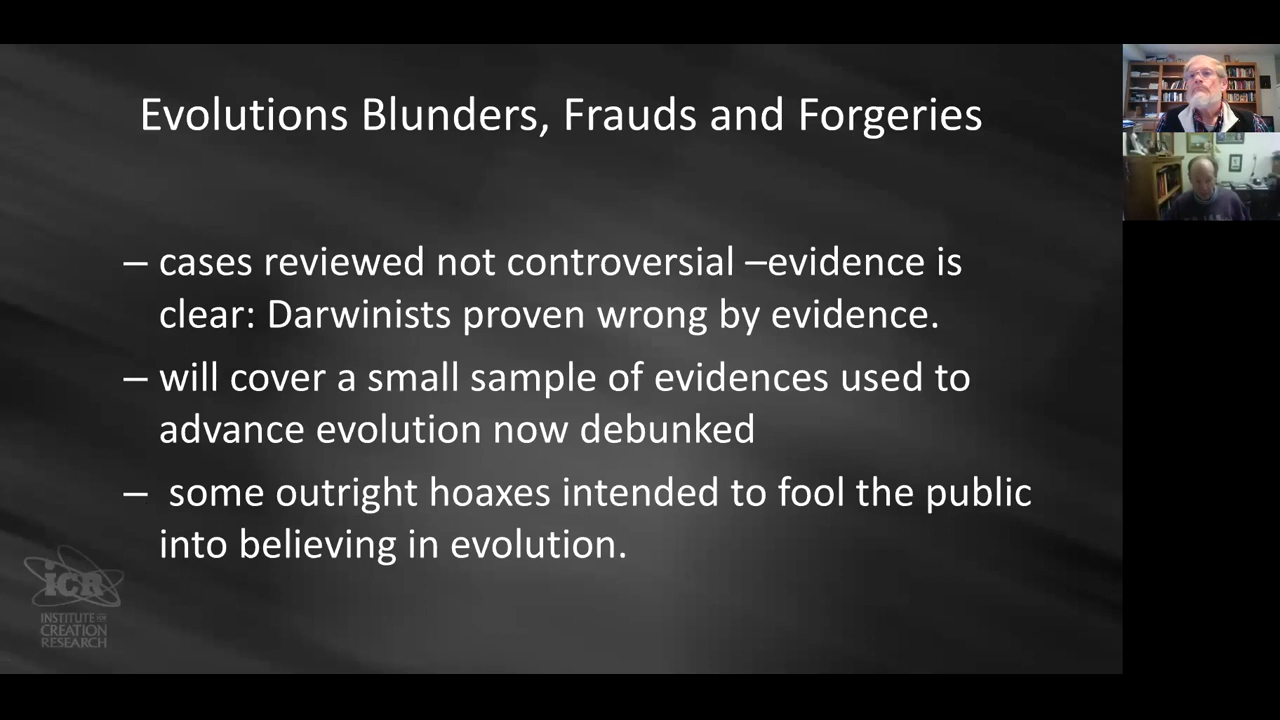 Evolutions Blunders, Frauds and Forgeries
– cases reviewed not controversial –evidence is
clear: Darwinists proven wrong by evidence.
– will cover a small sample of evidences used to
advance evolution now debunked
– some outright hoaxes intended to fool the public
into believing in evolution.
iCR
INSTITUTE FOR
CREATION
RESEARCH